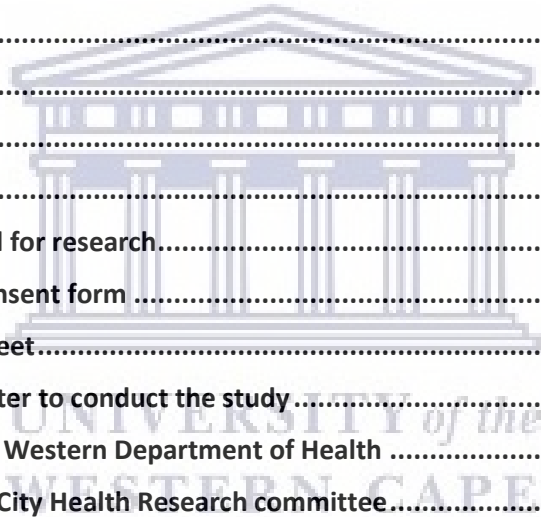 ................................................................
................................................................
................................................................
................................................................
l for research................................................
nsent form ....................................................
eet................................................................
ter to conduct the study ................................
UNIVERSITY of the
Western Department of Health ....................
WESTERN CAPE
City Health Research committee....................